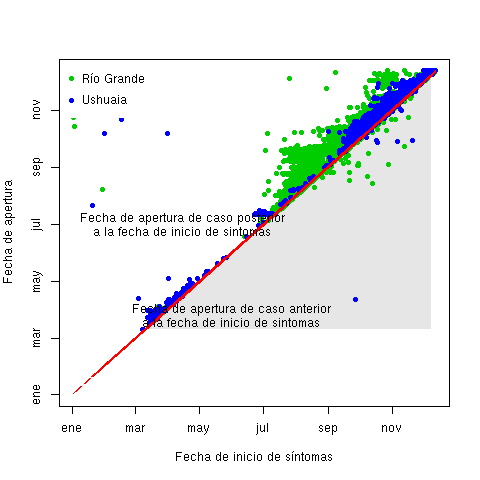 Río Grande
Ushuaia
Fecha de apertura de caso posterior
a la fecha de inicio de sintomas
Fecha de apertura de caso anterior
a la fecha de inicio de sintomas
Fecha de apertura
ene
mar
may
jul
sep
nov
ene
mar
may
jul
sep
nov
Fecha de inicio de síntomas